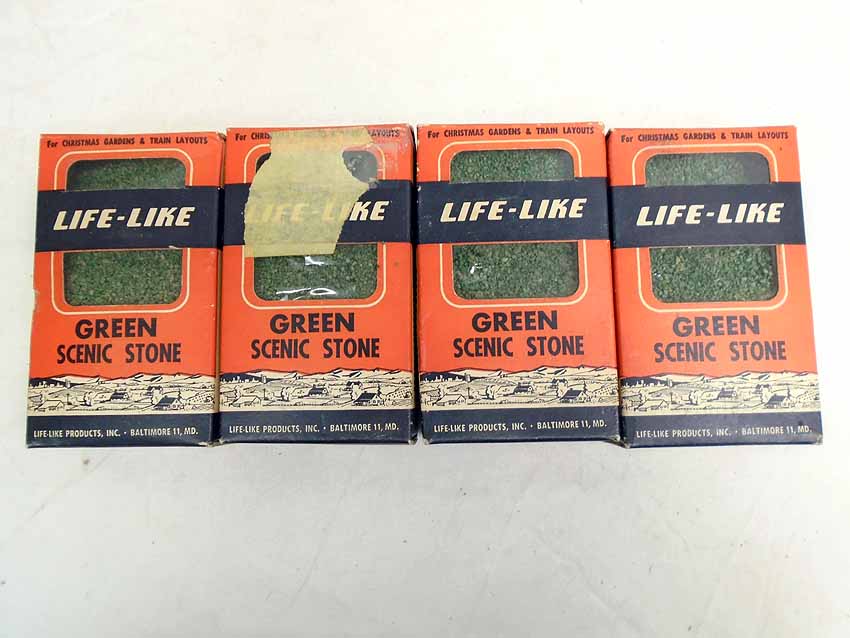 For CHRISTMAS GARDENS & TRAIN LAYOUTS
LIFE-LIKE
GREEN
SCENIC STONE
LIFE-LIKE PRODUCTS, INC. • BALTIMORE 11, MD.
For LAYOUTS
LIFE-LIKE
GREEN
SCENIC STONE
LIFE-LIKE PRODUCTS, INC. • BALTIMORE 11, MD.
For CHRISTMAS GARDENS & TRAIN LAYOUTS
LIFE-LIKE
GREEN
SCENIC STONE
LIFE-LIKE PRODUCTS, INC. • BALTIMORE 11, MD.
For CHRISTMAS GARDENS & TRAIN LAYOUTS
LIFE-LIKE
GREEN
SCENIC STONE
LIFE-LIKE PRODUCTS, INC. • BALTIMORE 11, MD.